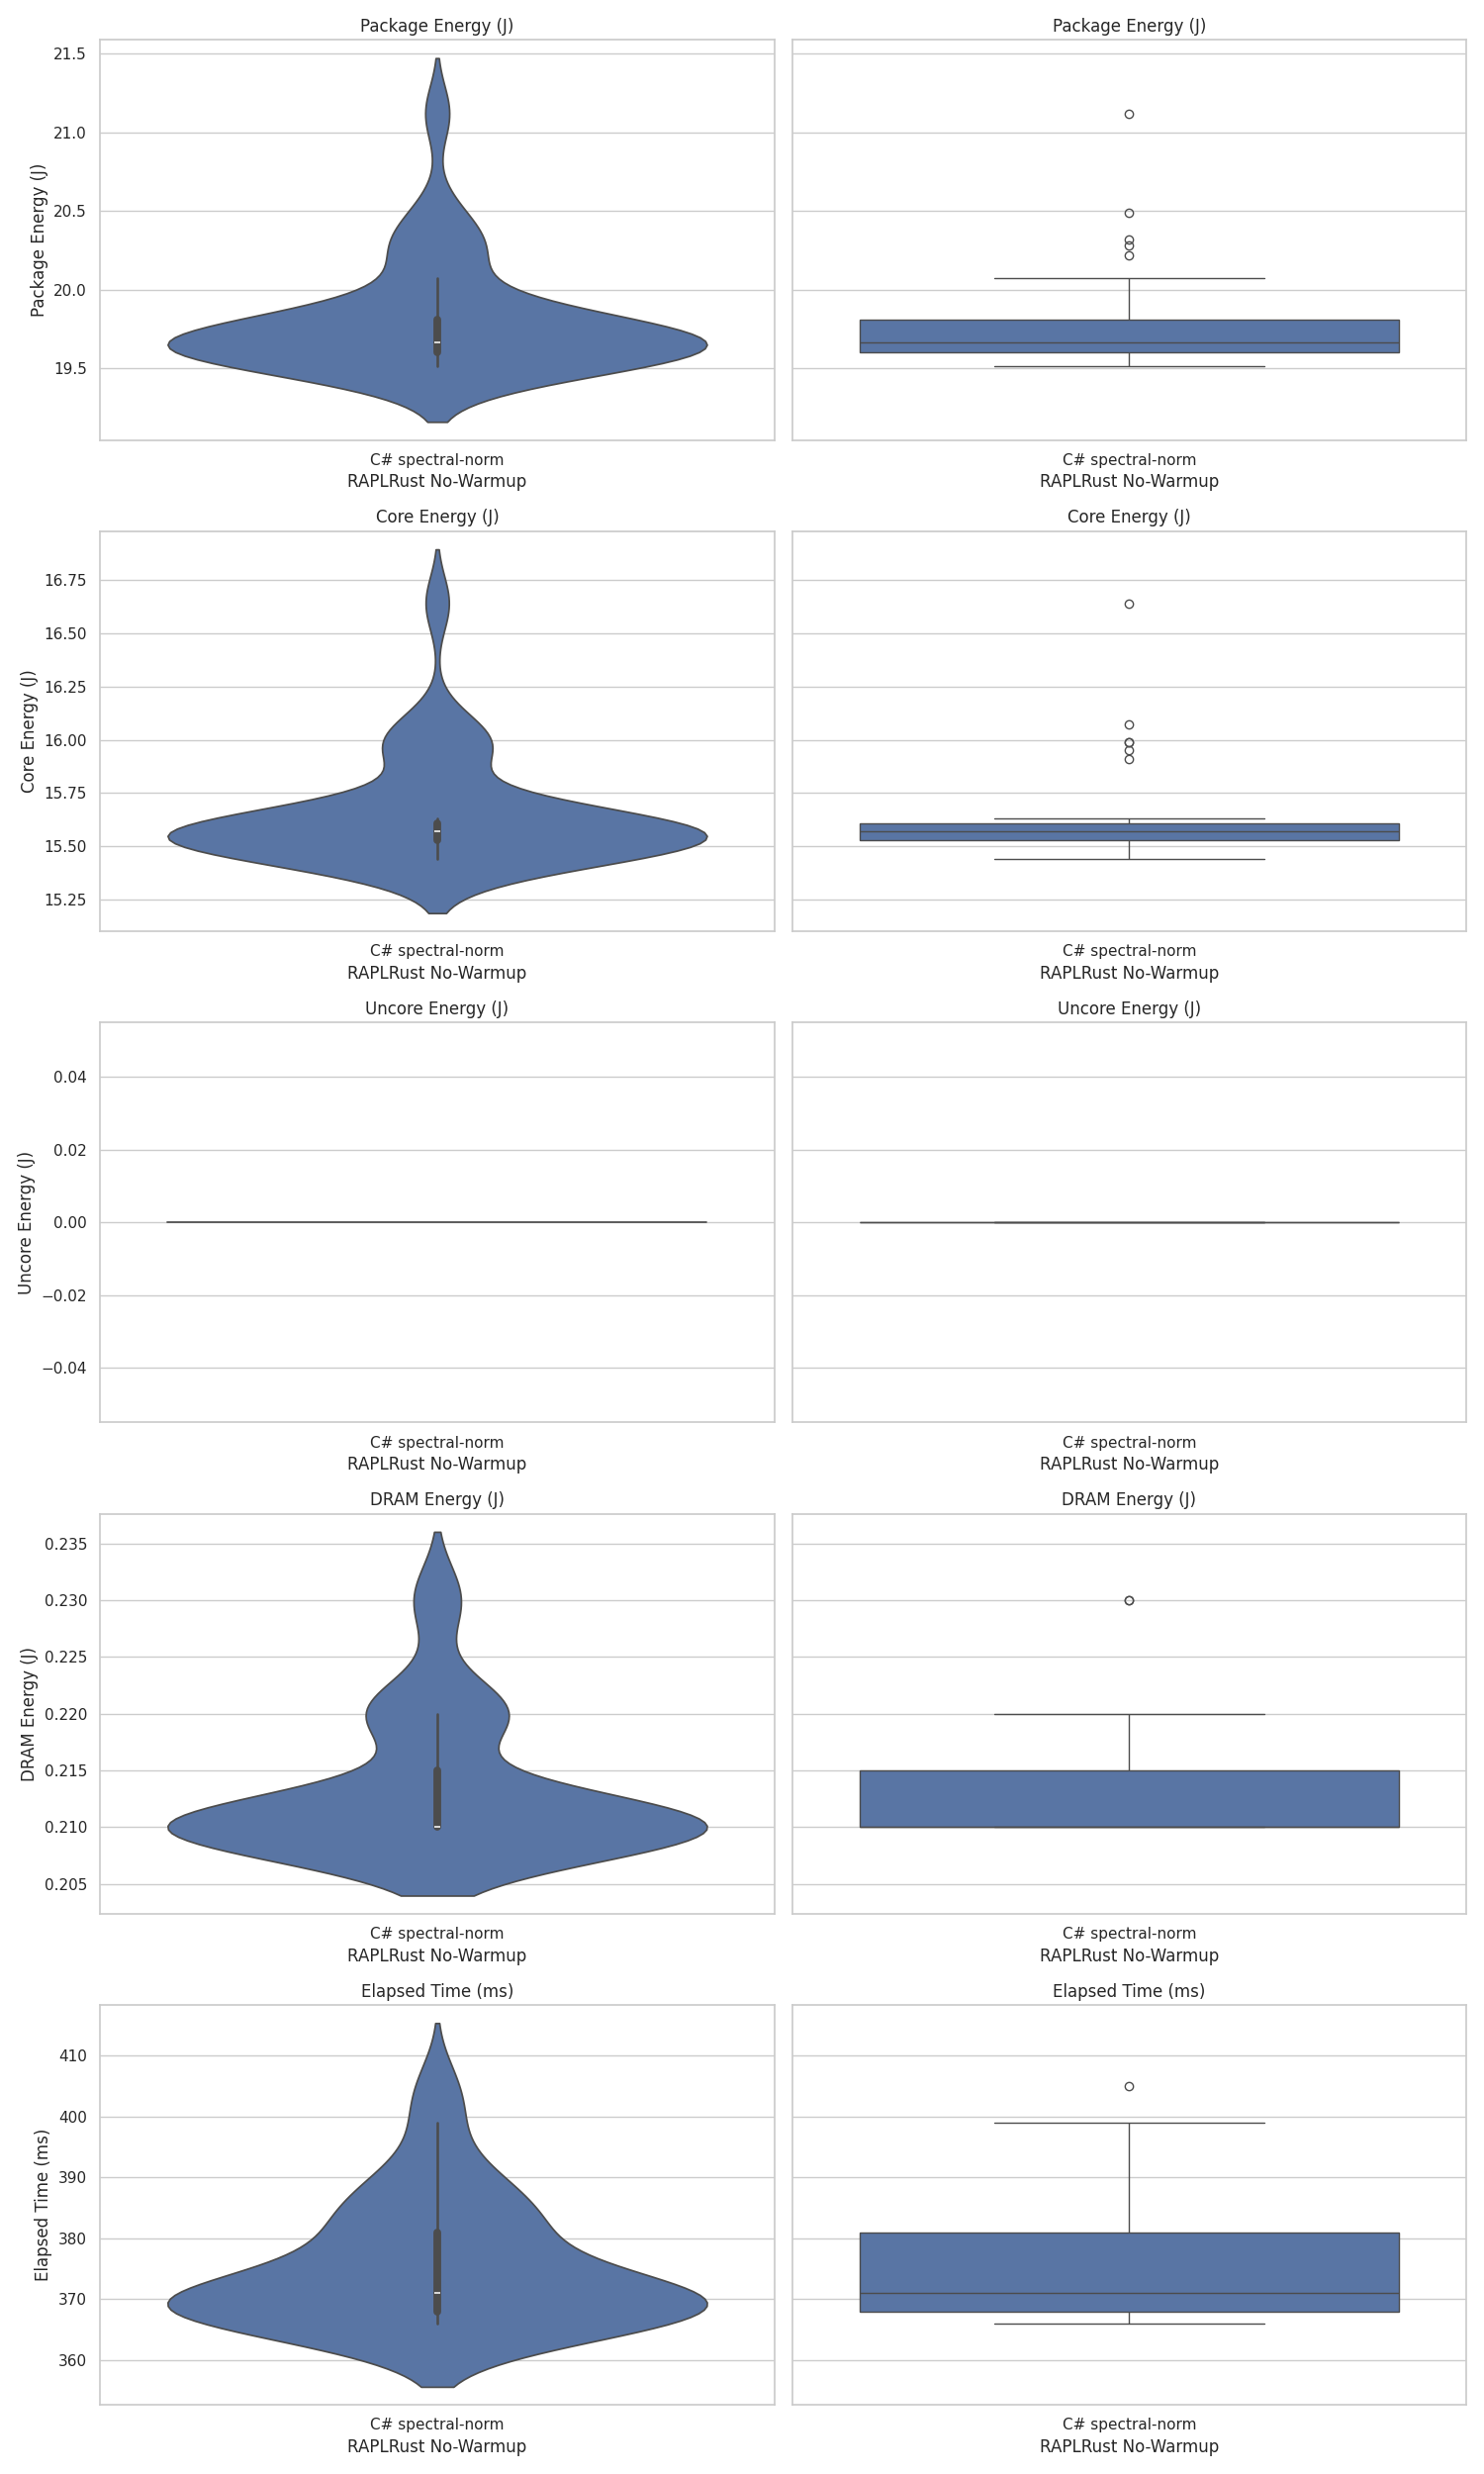 Package Energy (J)
Package Energy (J)
Package Energy (J)
21.5
21.0
20.5
20.0
19.5
C# spectral-norm
RAPLRust No-Warmup
C# spectral-norm
RAPLRust No-Warmup
Core Energy (J)
Core Energy (J)
Core Energy (J)
16.75
16.50
16.25
16.00
15.75
15.50
15.25
C# spectral-norm
RAPLRust No-Warmup
C# spectral-norm
RAPLRust No-Warmup
Uncore Energy (J)
Uncore Energy (J)
Uncore Energy (J)
0.04
0.02
0.00
−0.02
−0.04
C# spectral-norm
RAPLRust No-Warmup
C# spectral-norm
RAPLRust No-Warmup
DRAM Energy (J)
DRAM Energy (J)
DRAM Energy (J)
0.235
0.230
0.225
0.220
0.215
0.210
0.205
C# spectral-norm
RAPLRust No-Warmup
C# spectral-norm
RAPLRust No-Warmup
Elapsed Time (ms)
Elapsed Time (ms)
Elapsed Time (ms)
410
400
390
380
370
360
C# spectral-norm
RAPLRust No-Warmup
C# spectral-norm
RAPLRust No-Warmup